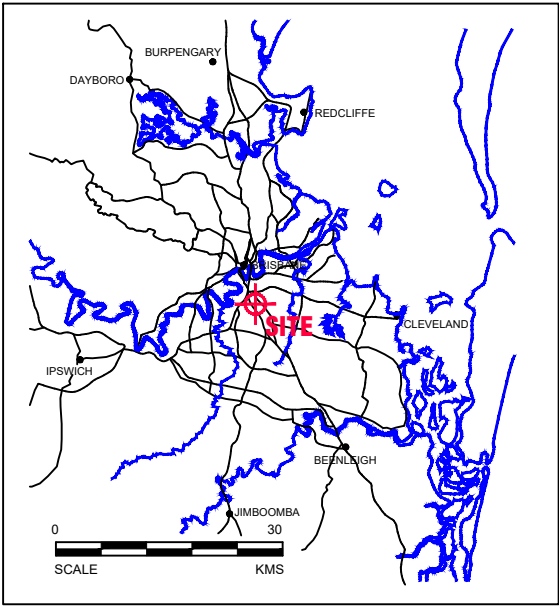 BURPENGARY
DAYBORO
REDCLIFFE
BRISBANE
SITE
CLEVELAND
IPSWICH
BEENLEIGH
JIMBOOMBA
0 30
SCALE KMS